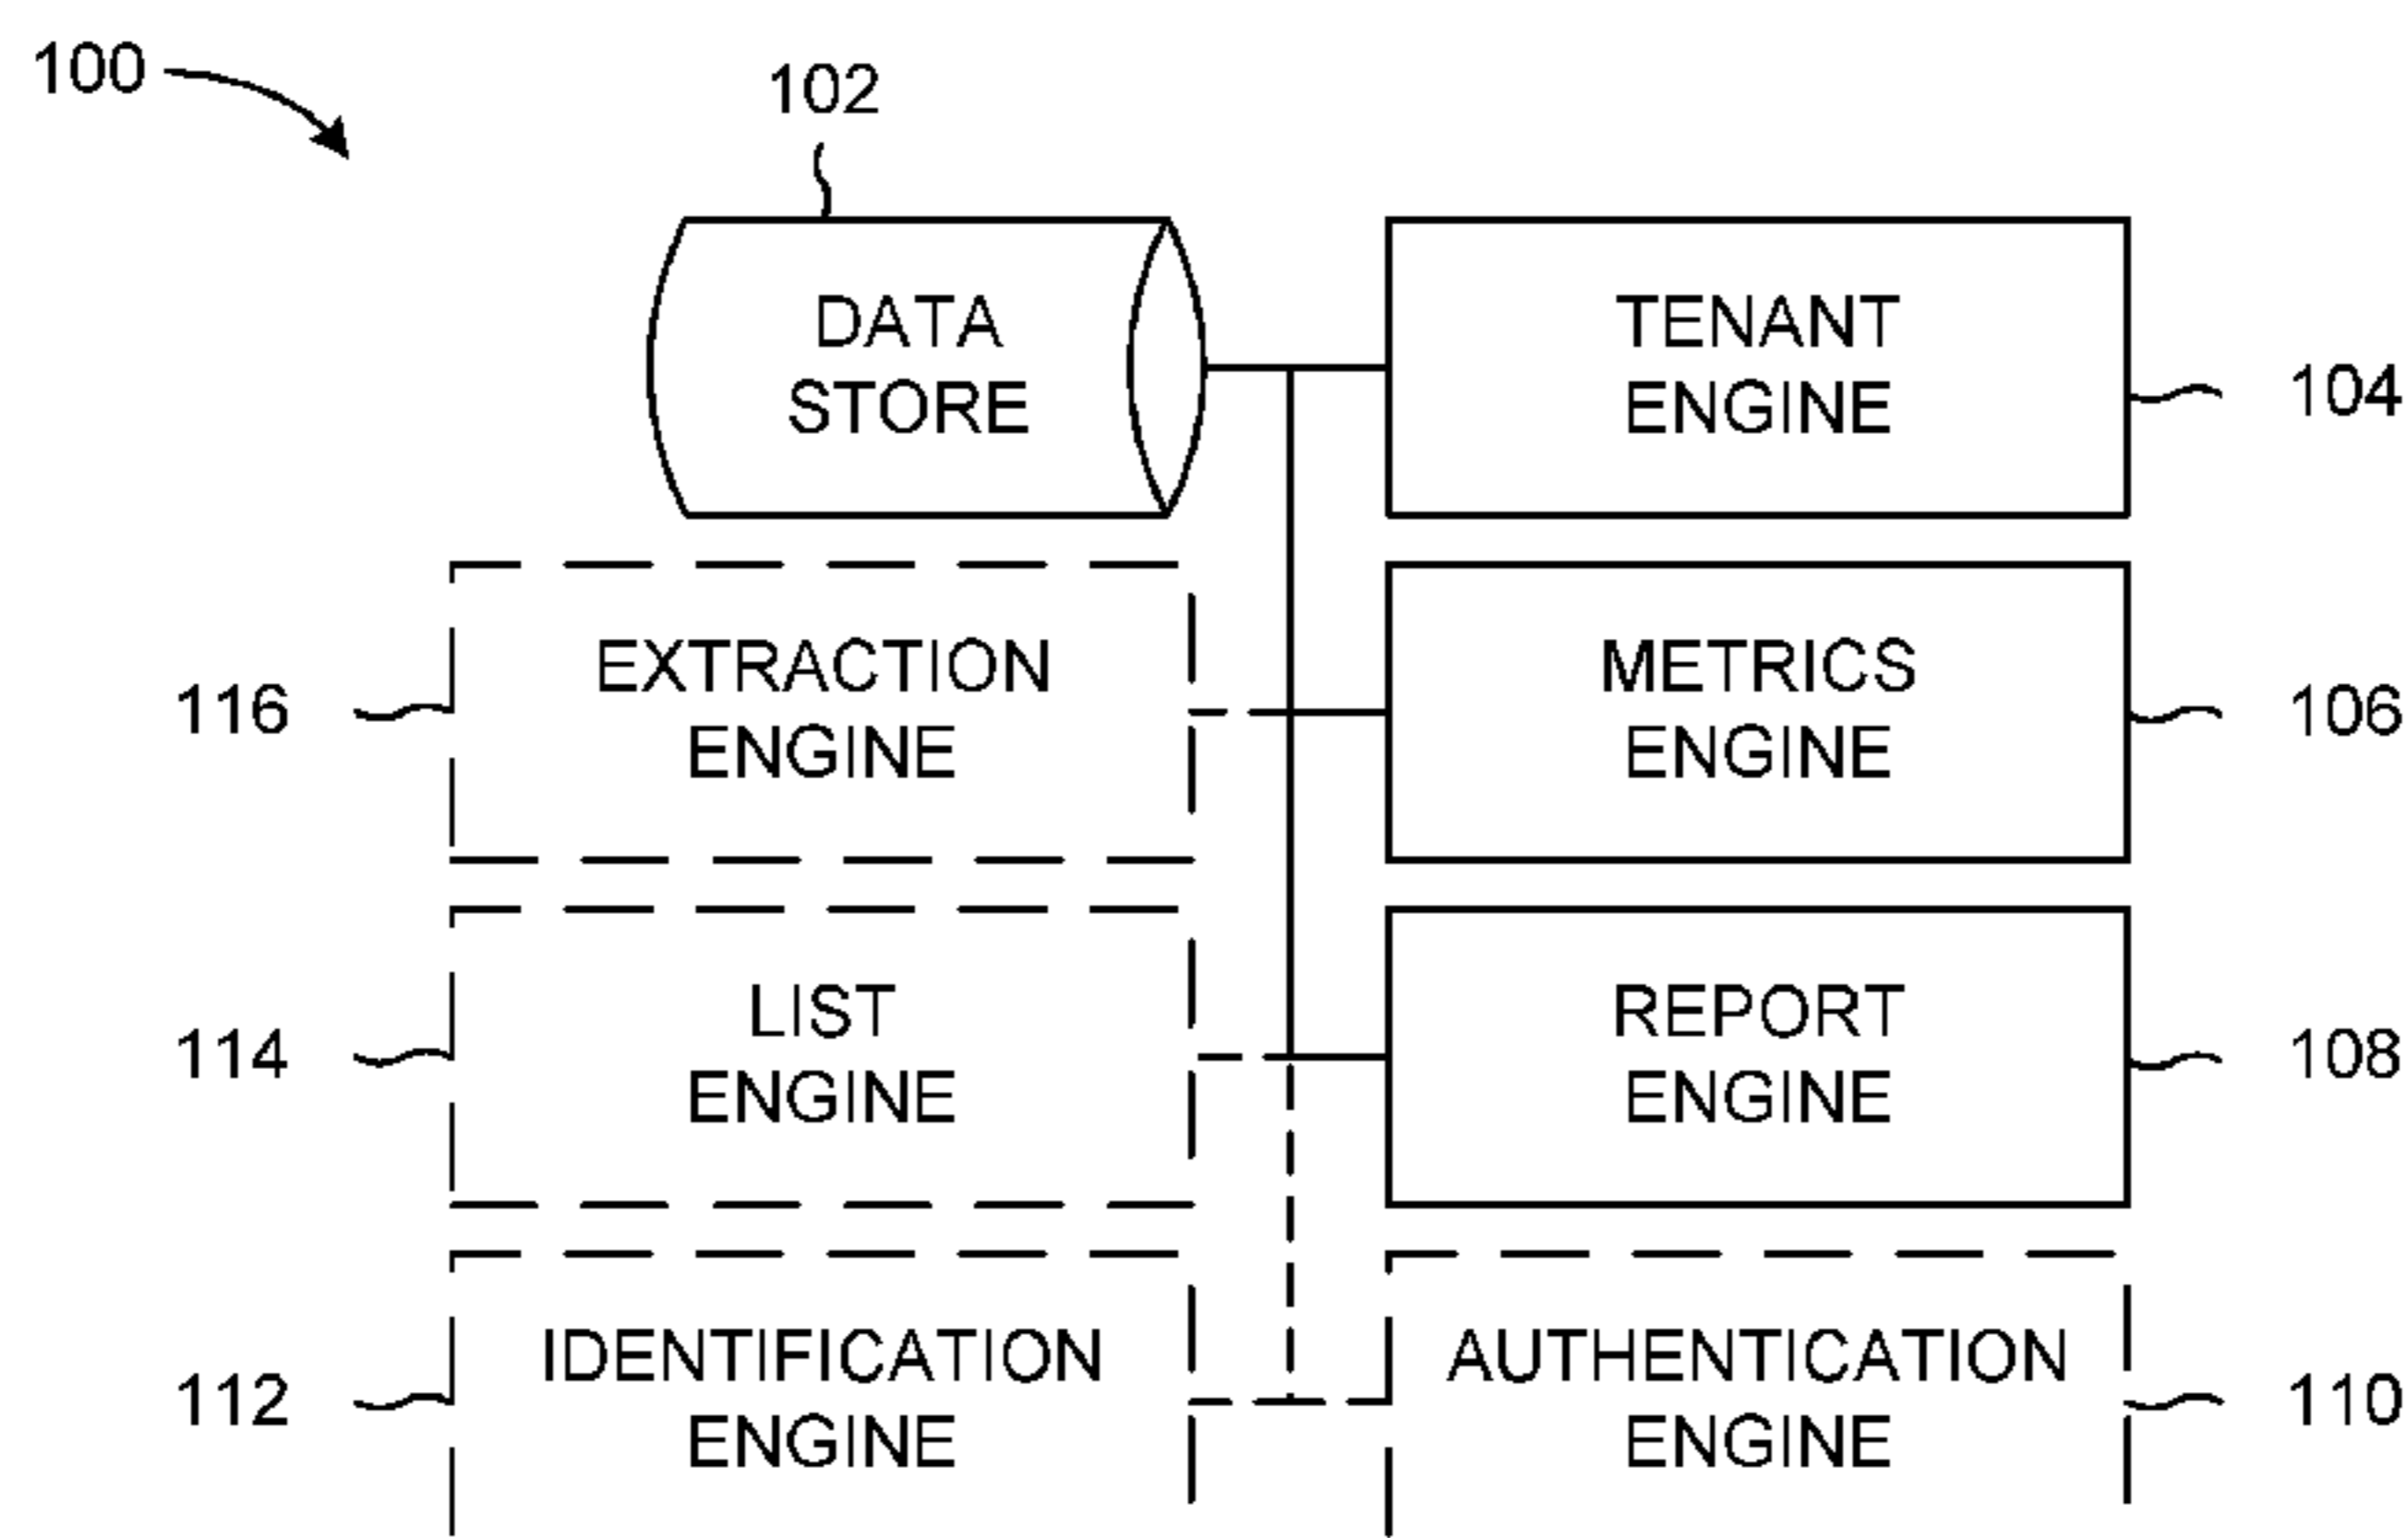 100
102
DATA
STORE
TENANT
ENGINE
104
116
EXTRACTION
ENGINE
METRICS
ENGINE
106
114
LIST
ENGINE
REPORT
ENGINE
108
112
IDENTIFICATION
ENGINE
AUTHENTICATION
ENGINE
110